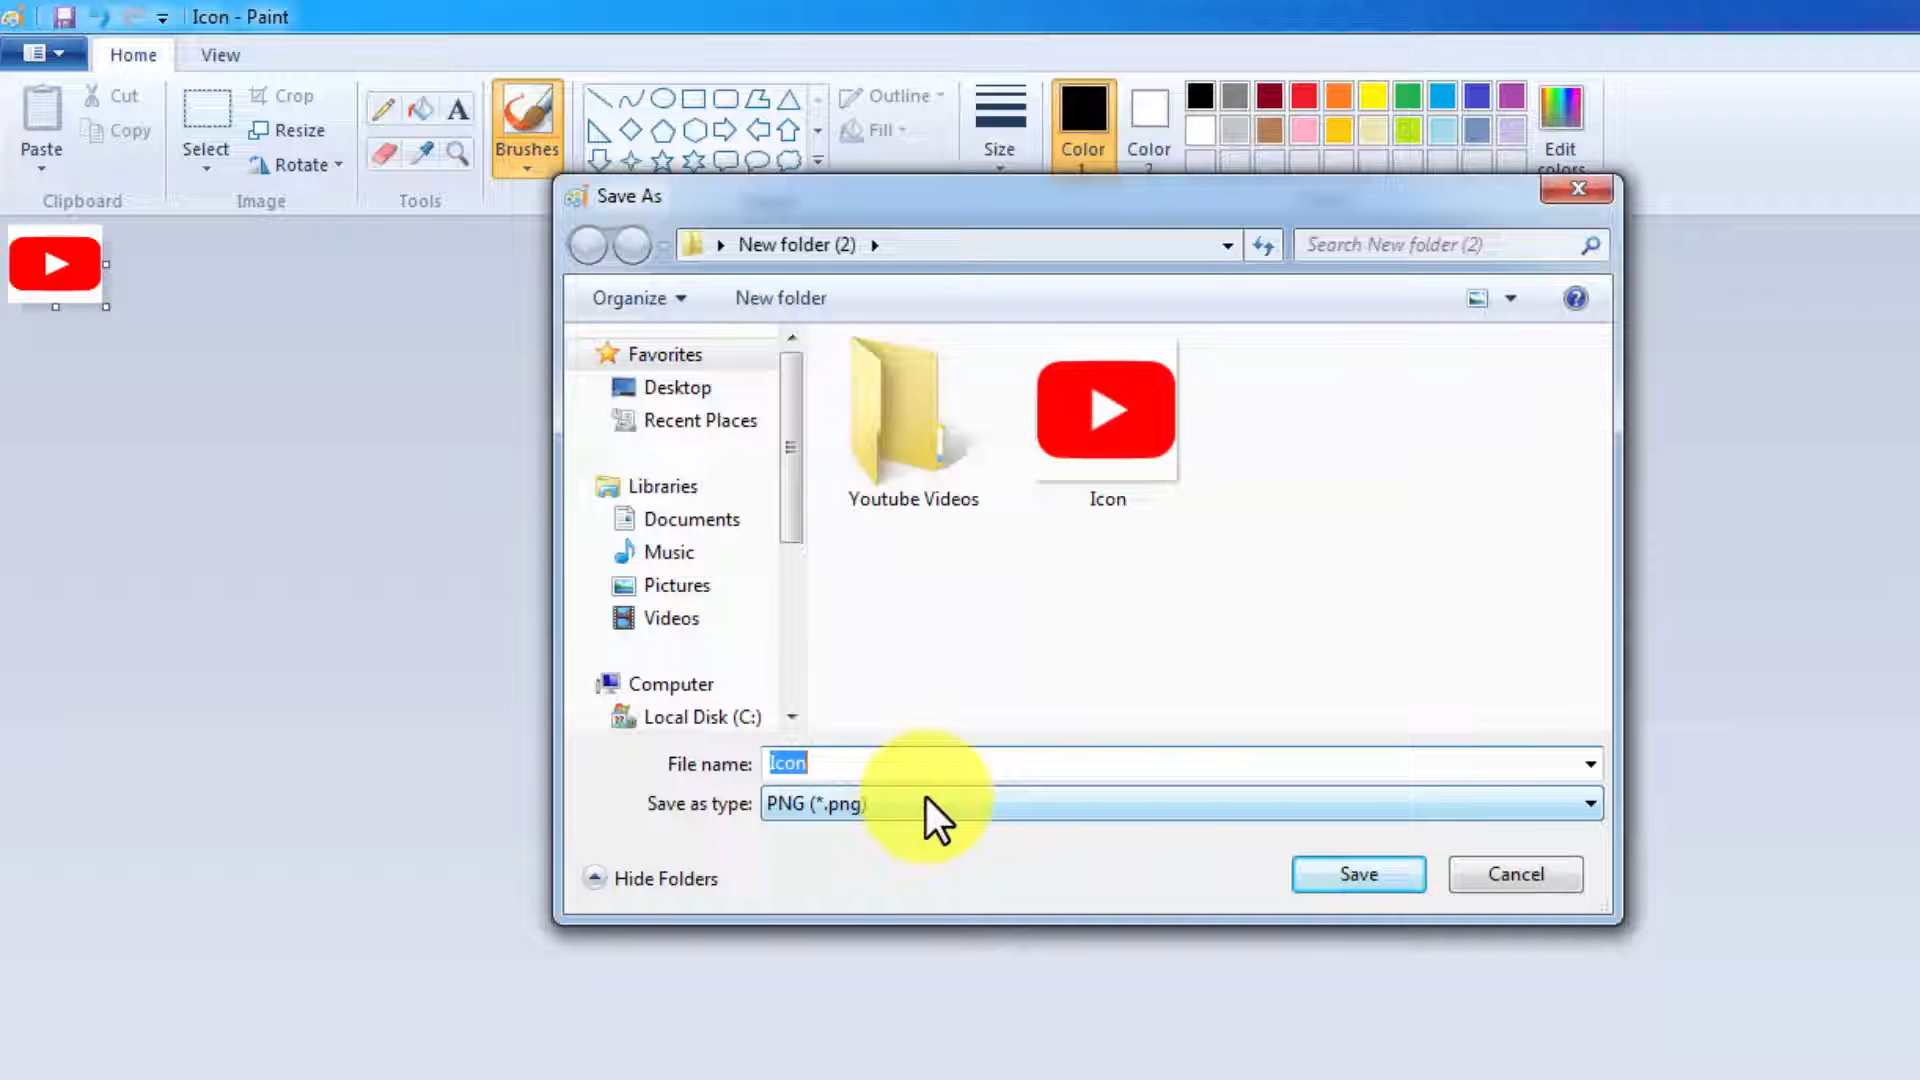 Icon - Paint
Home
View
Paste
Cut
Copy
Clipboard
Select
Crop
Resize
Rotate
Image
A
Tools
Brushes
Outline
Fill
Size
Color
1
Color
2
Edit
colors
Save As
New folder (2)
Search New folder (2)
Organize
New folder
Favorites
Desktop
Recent Places
Libraries
Documents
Music
Pictures
Videos
Computer
Local Disk (C:)
Youtube Videos
Icon
File name: Icon
Save as type: PNG (*.png)
Hide Folders
Save
Cancel